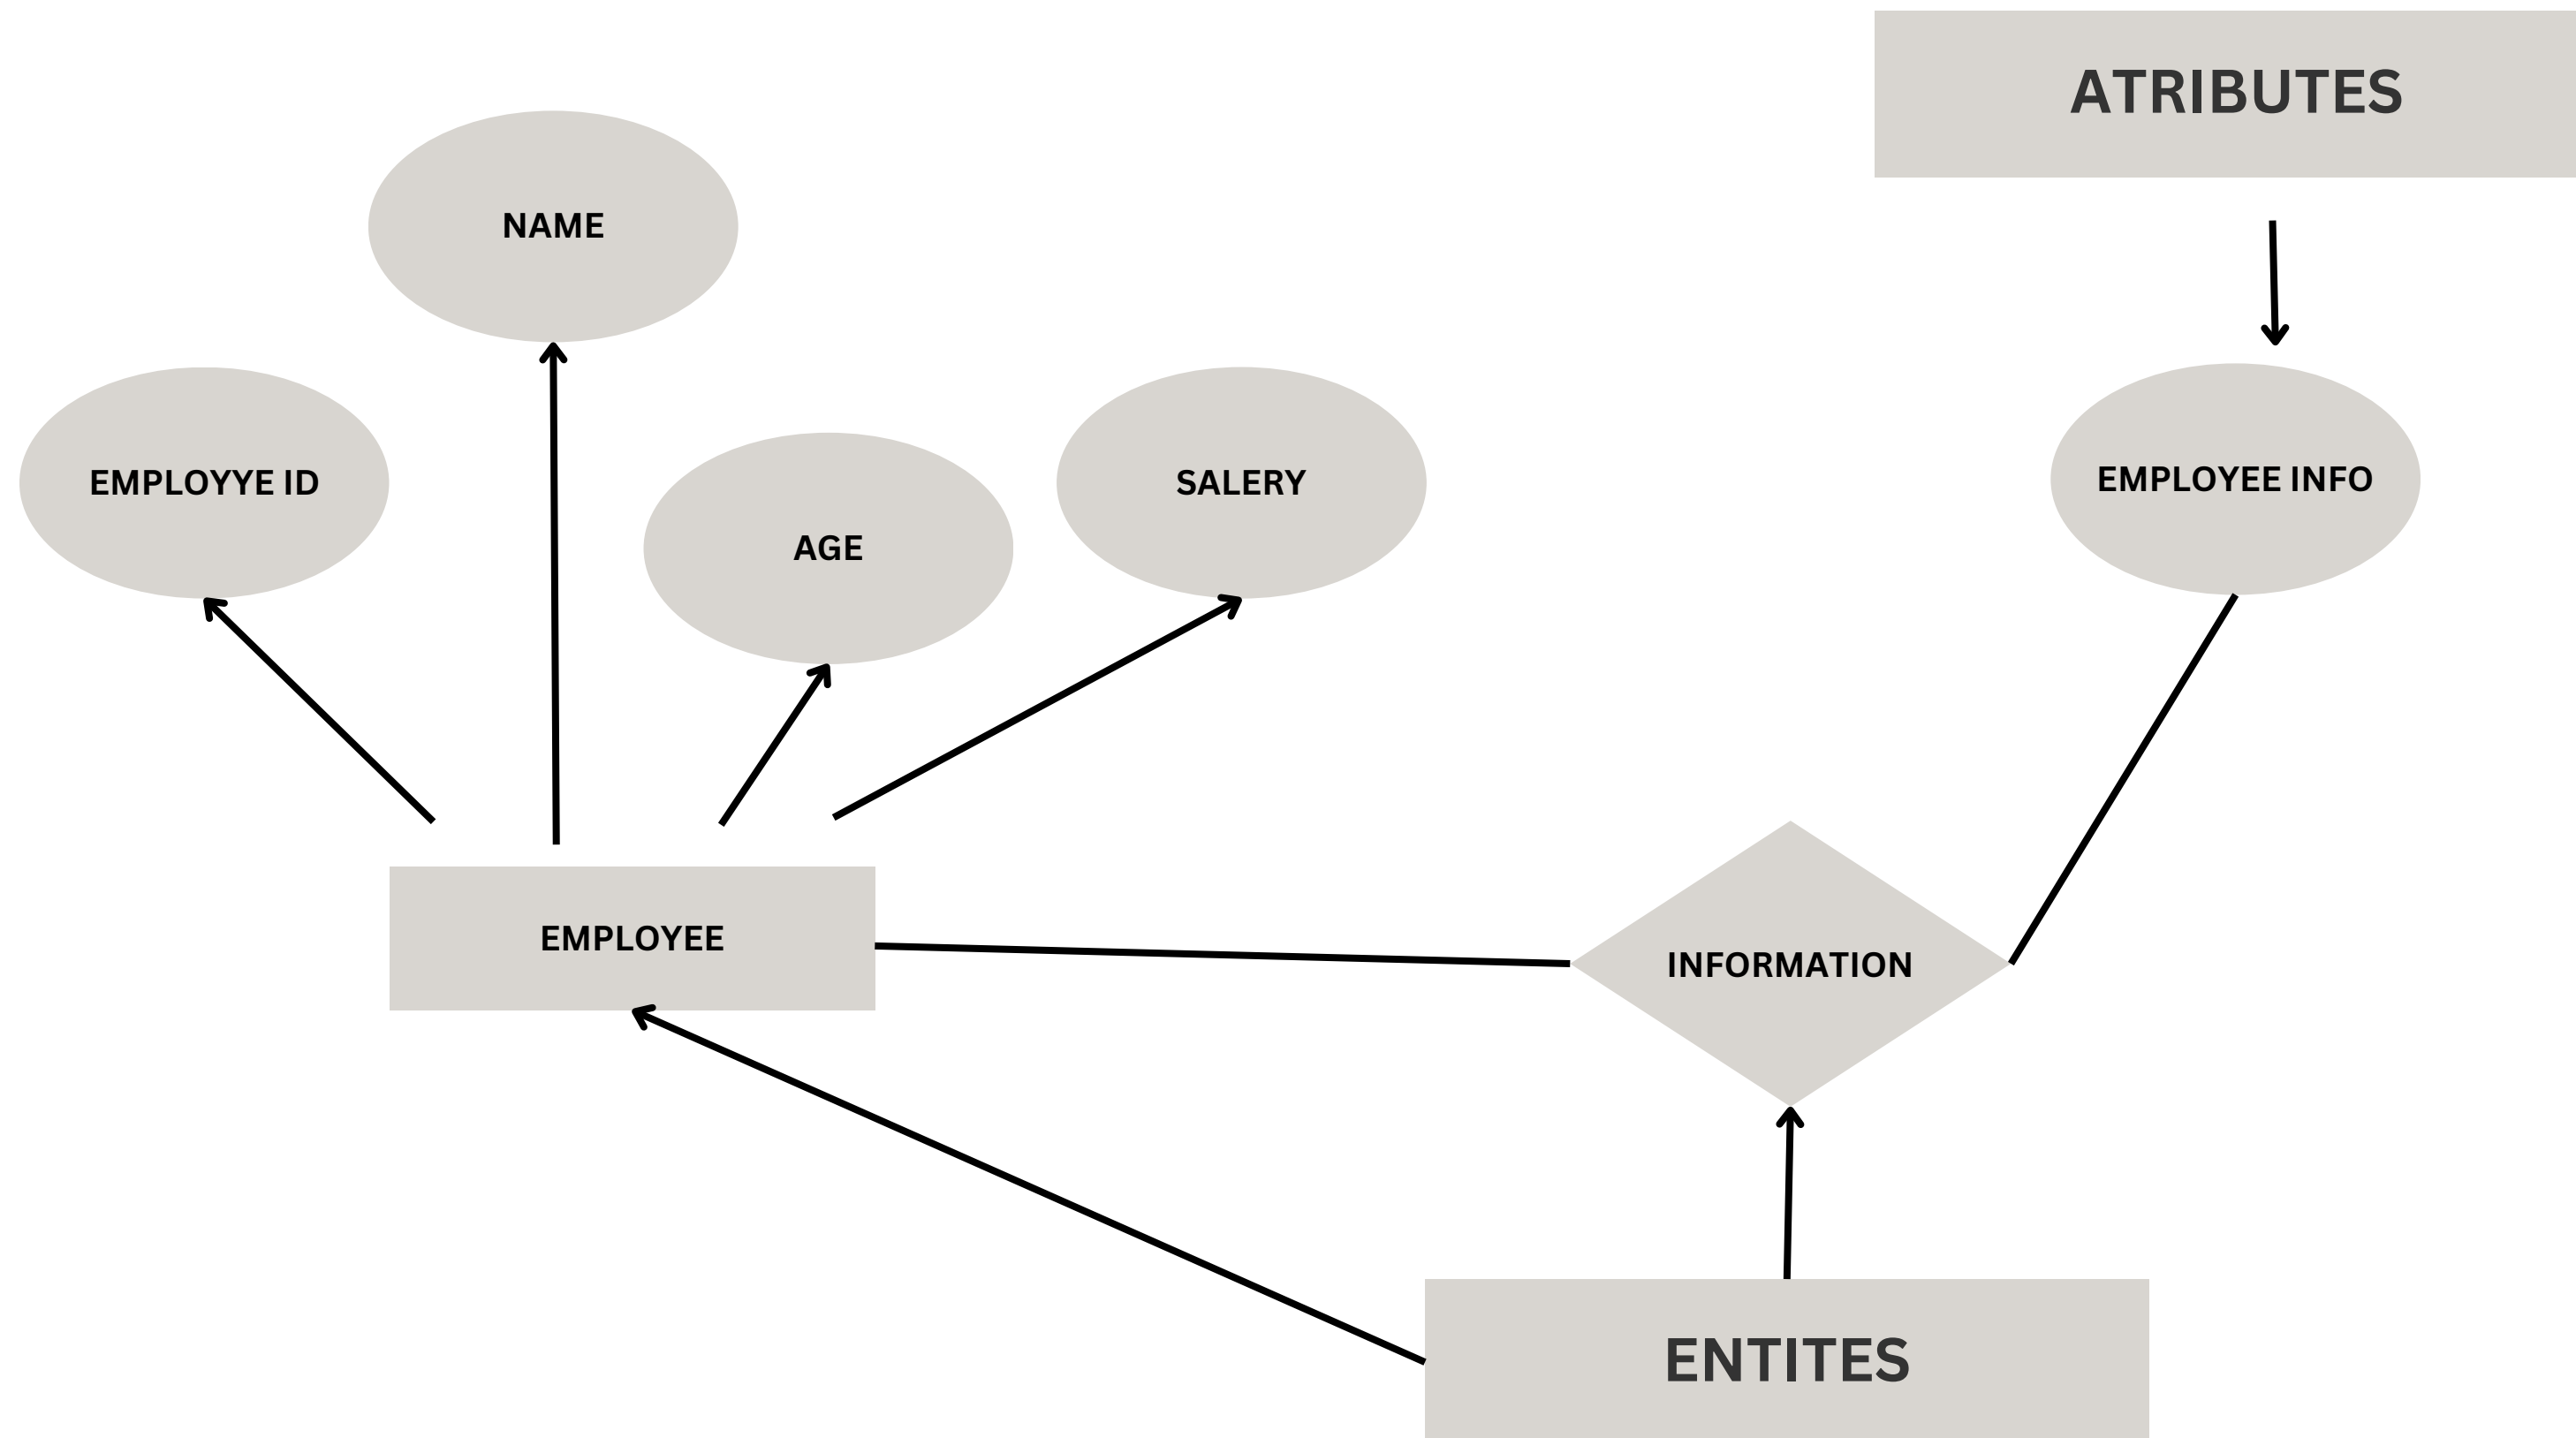 ATRIBUTES
NAME
EMPLOYYE ID
AGE
SALERY
EMPLOYEE INFO
EMPLOYEE
INFORMATION
ENTITES